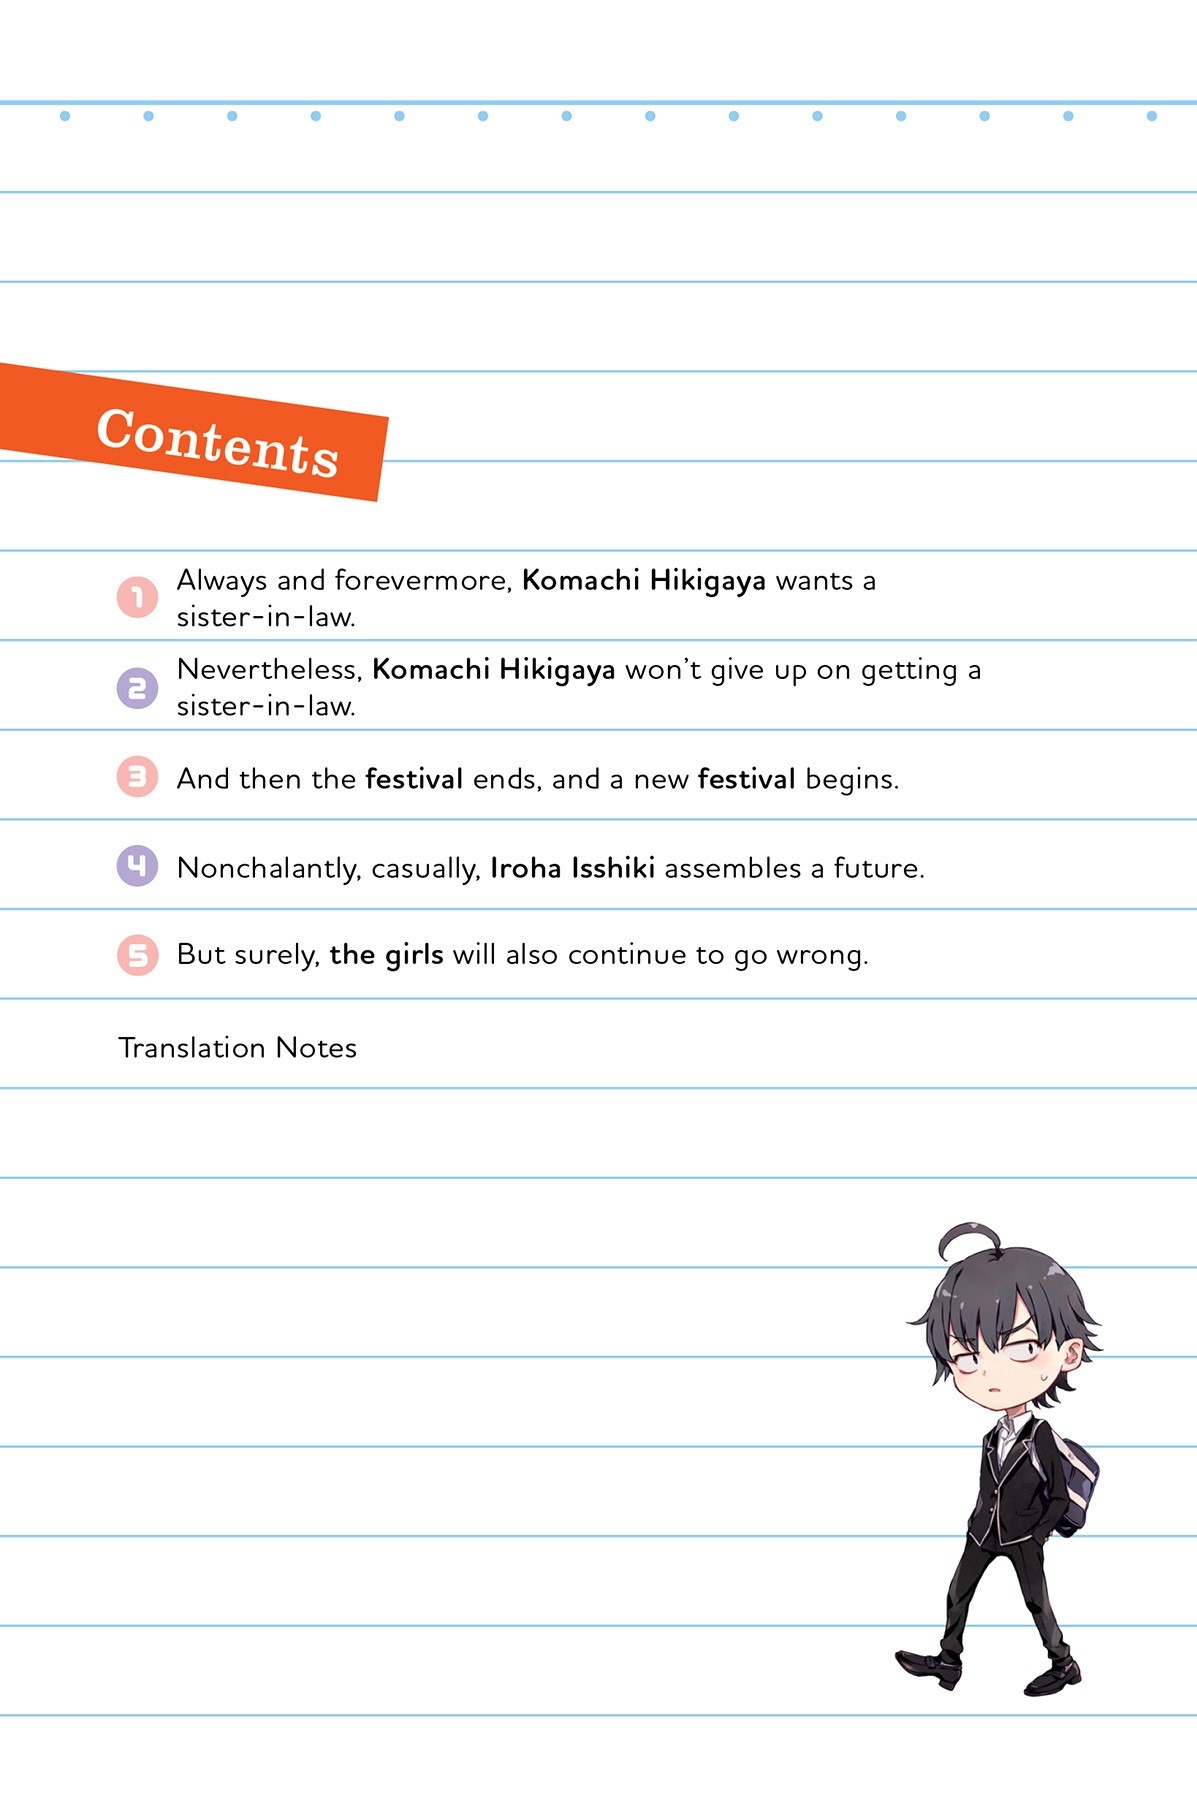 Contents
1 Always and forevermore, Komachi Hikigaya wants a
sister-in-law.
2 Nevertheless, Komachi Hikigaya won’t give up on getting a
sister-in-law.
3 And then the festival ends, and a new festival begins.
4 Nonchalantly, casually, Iroha Isshiki assembles a future.
5 But surely, the girls will also continue to go wrong.
Translation Notes